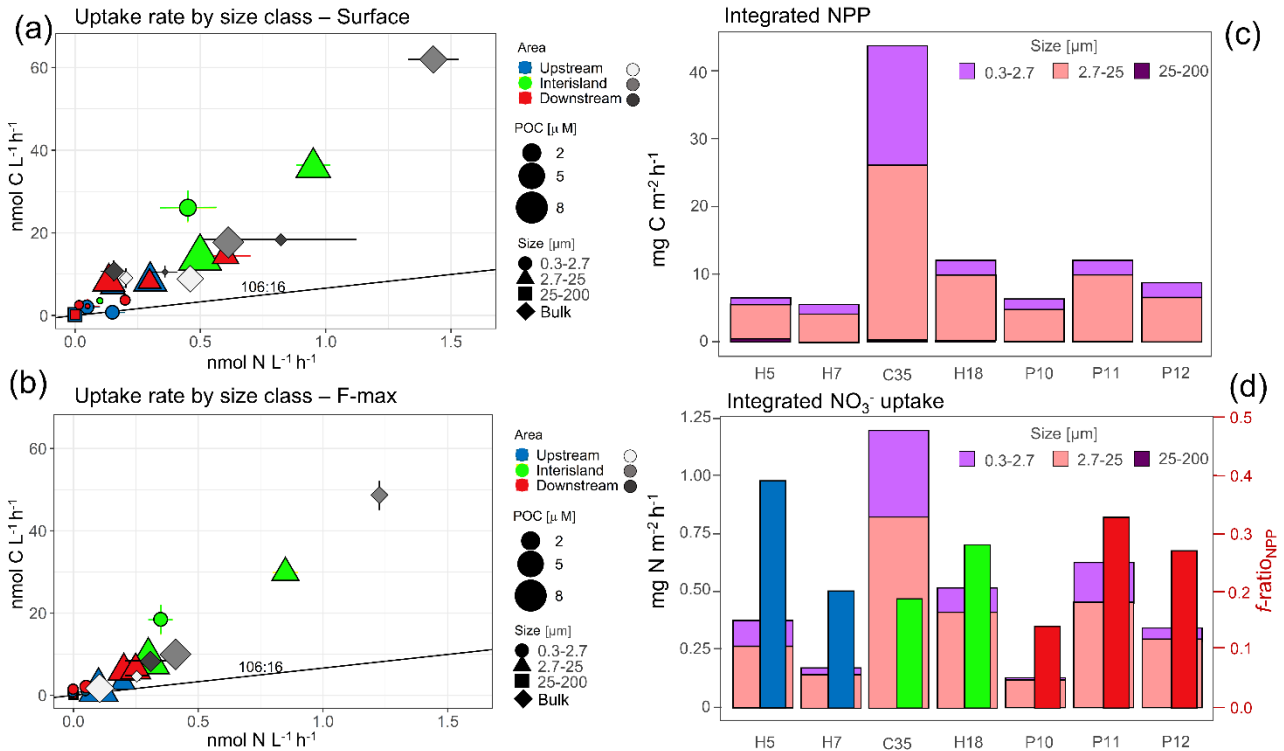 (a)
Uptake rate by size class – Surface
60
40
20
0
nmol C L⁻¹ h⁻¹
106:16
0.0
0.5
1.0
1.5
nmol N L⁻¹ h⁻¹
Area
Upstream
Interisland
Downstream
POC [μ M]
2
5
8
Size [μm]
0.3-2.7
2.7-25
25-200
Bulk
(b)
Uptake rate by size class – F-max
60
40
20
0
nmol C L⁻¹ h⁻¹
106:16
0.0
0.5
1.0
1.5
nmol N L⁻¹ h⁻¹
Area
Upstream
Interisland
Downstream
POC [μ M]
2
5
8
Size [μm]
0.3-2.7
2.7-25
25-200
Bulk
Integrated NPP
(c)
Size [μm]
0.3-2.7 2.7-25 25-200
40
30
20
10
0
mg C m⁻² h⁻¹
H5 H7 C35 H18 P10 P11 P12
(d)
Integrated NO₃⁻ uptake
Size [μm]
0.3-2.7 2.7-25 25-200
1.25
1.00
0.75
0.50
0.25
0
mg N m⁻² h⁻¹
0.5
0.4
0.3
0.2
0.1
0.0
f-ratioNPP
H5 H7 C35 H18 P10 P11 P12